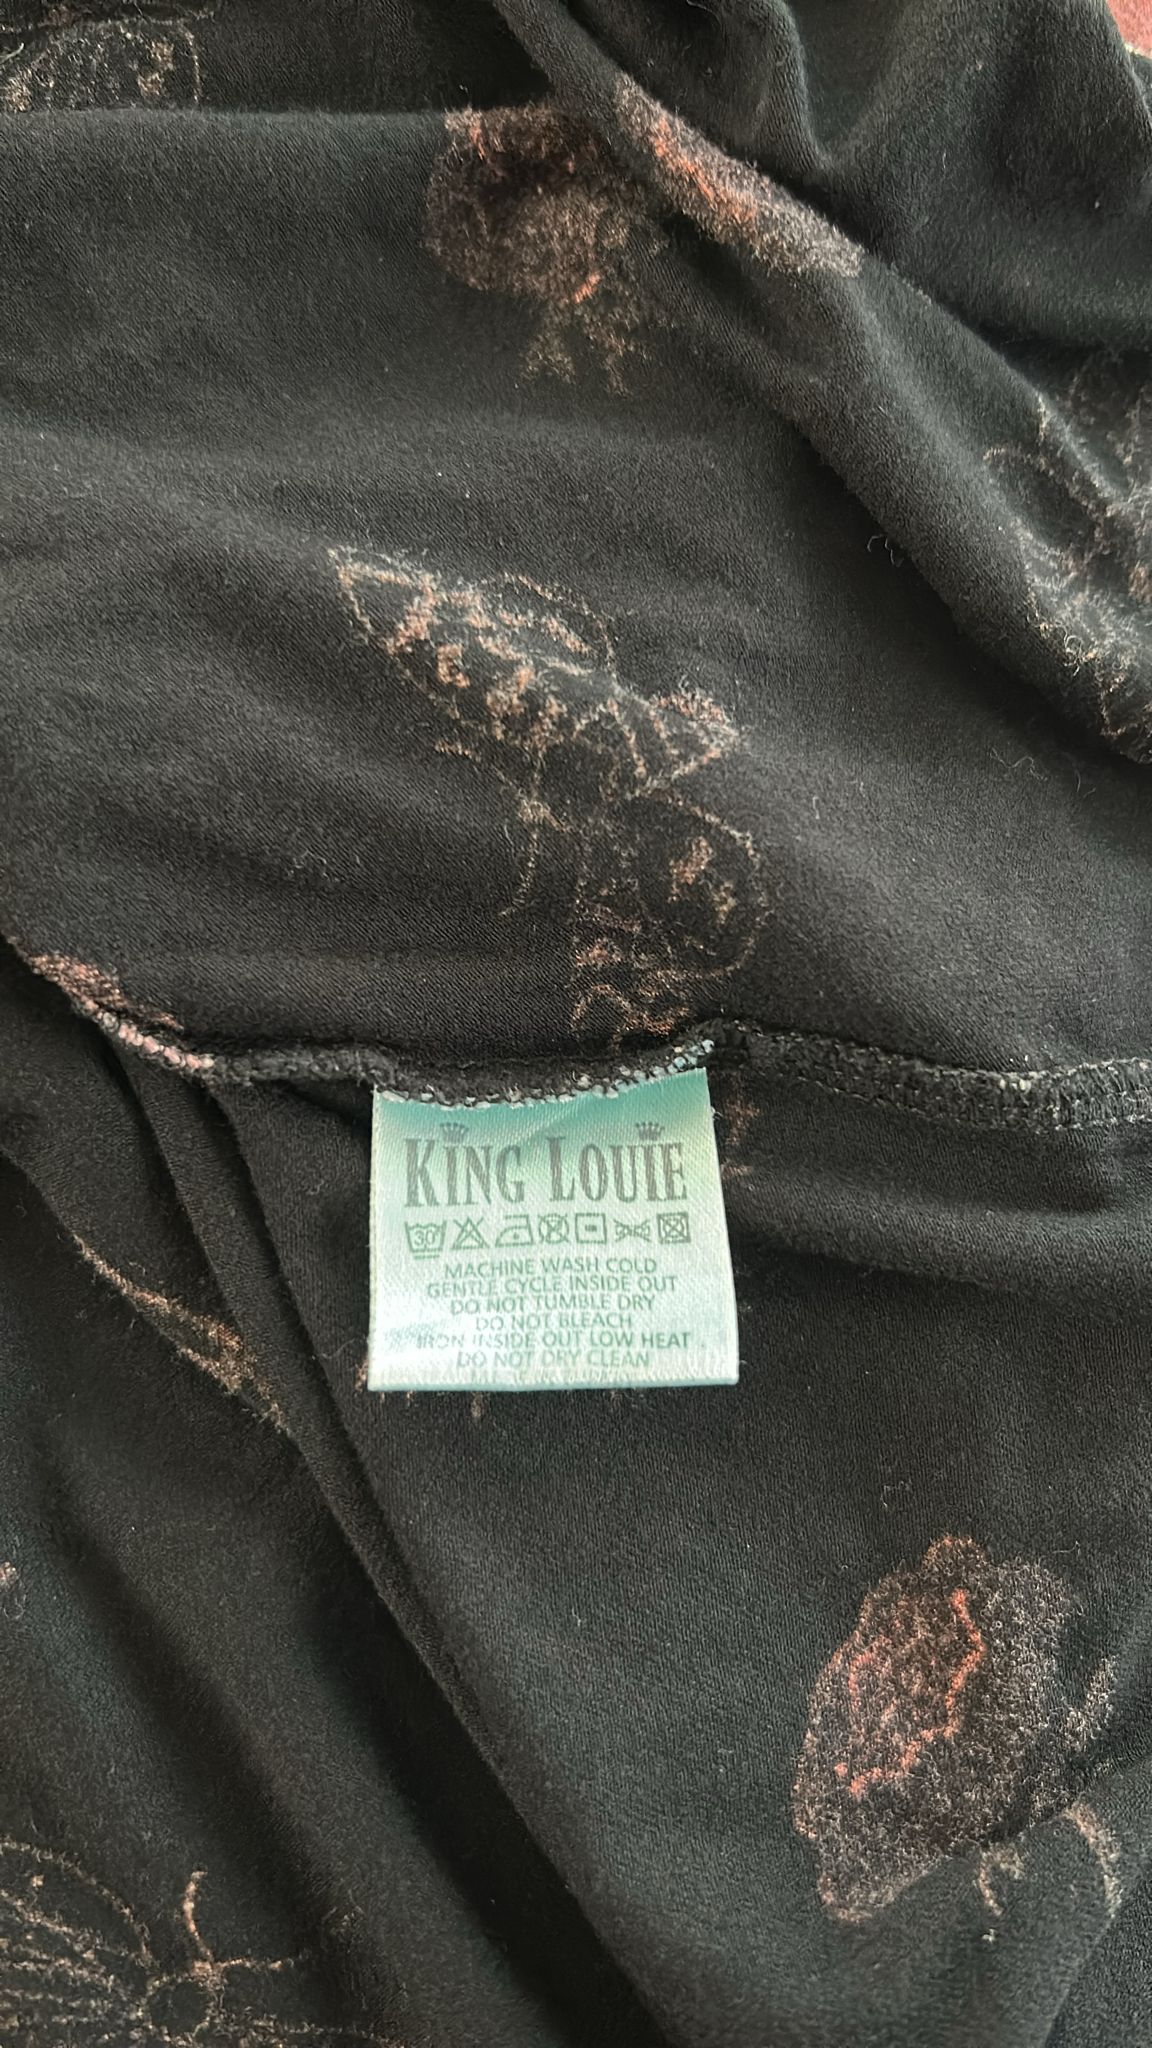 KING LOUIE
30°
MACHINE WASH COLD
GENTLE CYCLE INSIDE OUT
DO NOT TUMBLE DRY
DO NOT BLEACH
IRON INSIDE OUT LOW HEAT
DO NOT DRY CLEAN